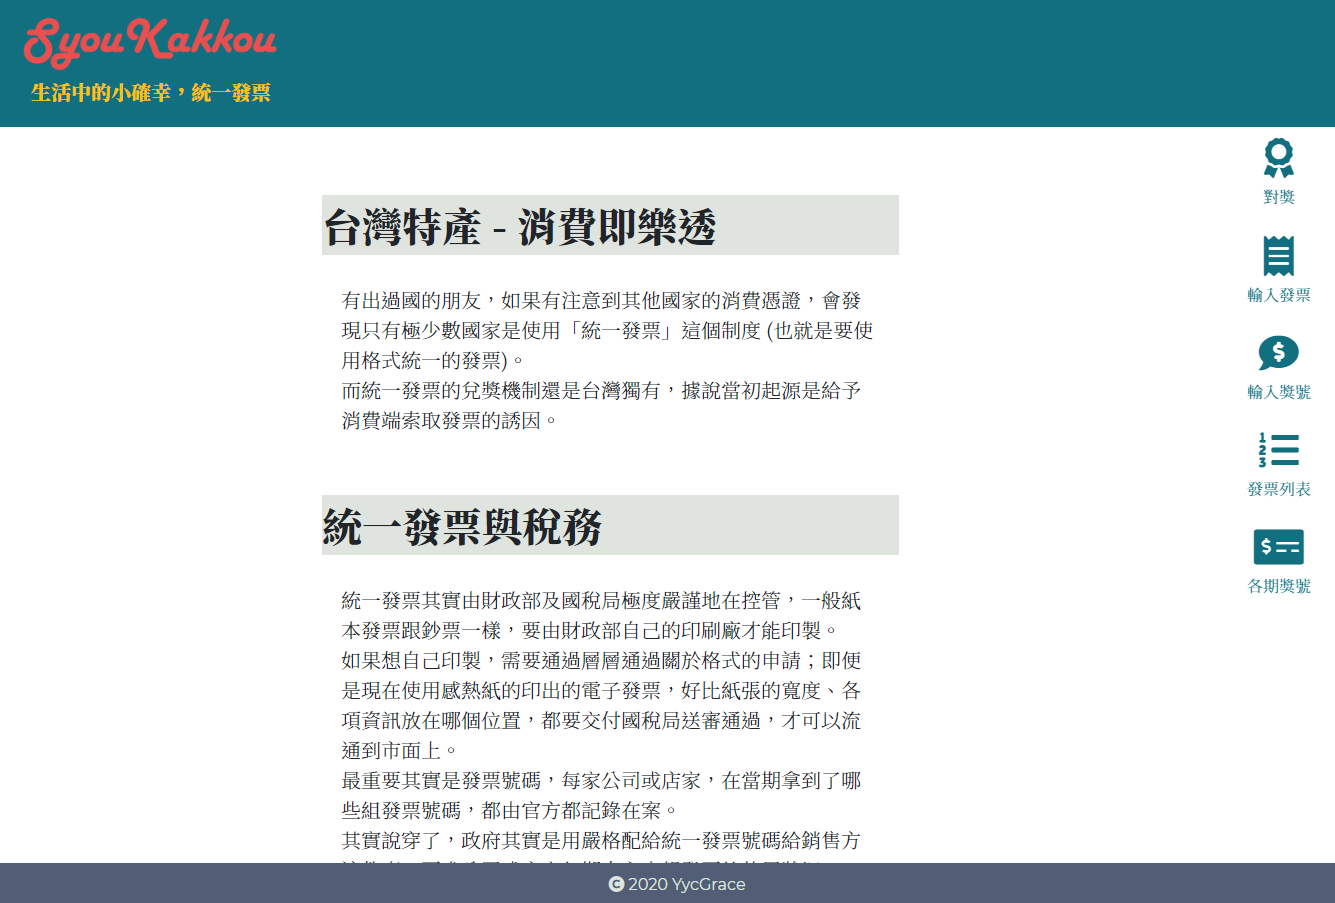 SyouKakkou
生活中的小確幸，統一發票
對獎
輸入發票
輸入獎號
1
2
3
發票列表
各期獎號
台灣特產 - 消費即樂透
有出過國的朋友，如果有注意到其他國家的消費憑證，會發
現只有極少數國家是使用「統一發票」這個制度 (也就是要使
用格式統一的發票)。
而統一發票的兌獎機制還是台灣獨有，據說當初起源是給予
消費端索取發票的誘因。
統一發票與稅務
統一發票其實由財政部及國稅局極度嚴謹地在控管，一般紙
本發票跟鈔票一樣，要由財政部自己的印刷廠才能印製。
如果想自己印製，需要通過層層通過關於格式的申請；即便
是現在使用感熱紙的印出的電子發票，好比紙張的寬度、各
項資訊放在哪個位置，都要交付國稅局送審通過，才可以流
通到市面上。
最重要其實是發票號碼，每家公司或店家，在當期拿到了哪
些組發票號碼，都由官方都記錄在案。
其實說穿了，政府其實是用嚴格配給統一發票號碼給銷售方
© 2020 YycGrace